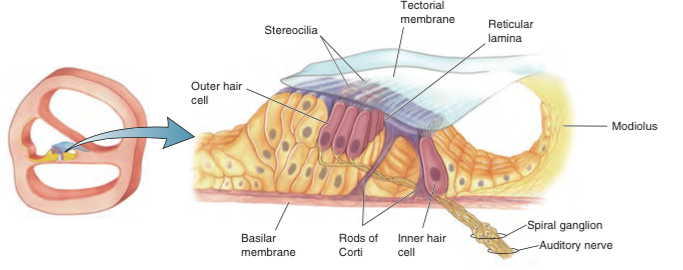 Tectorial
membrane
Stereocilia
Reticular
lamina
Outer hair
cell
Modiolus
Basilar
membrane
Rods of
Corti
Inner hair
cell
Spiral ganglion
Auditory nerve